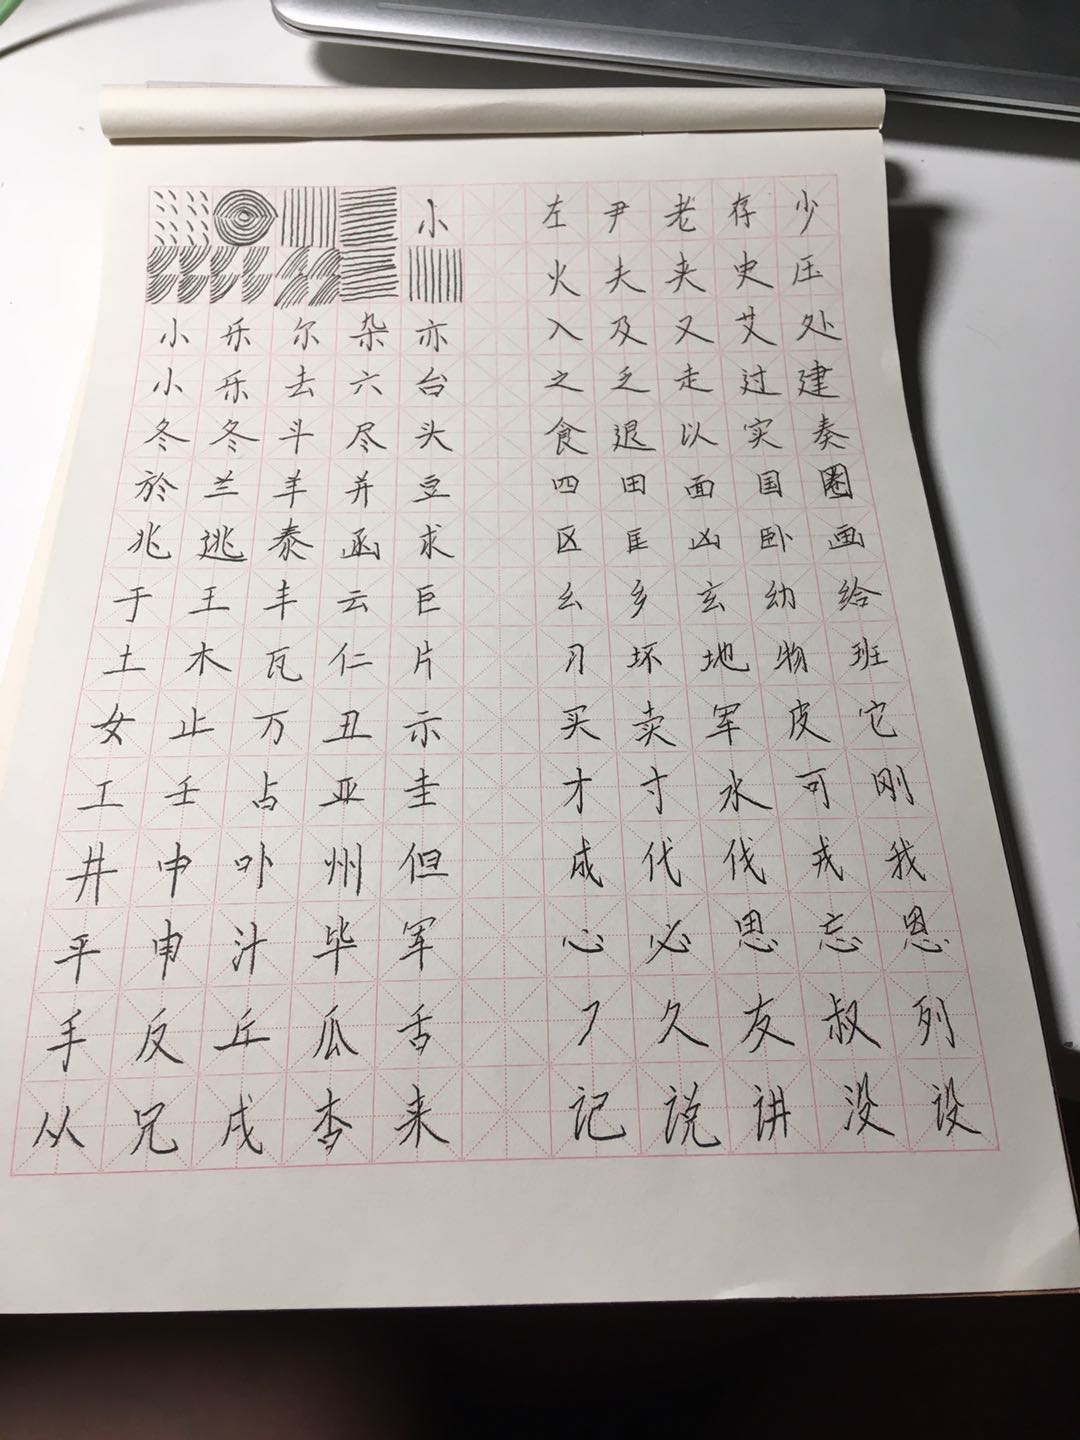 小 左 尹 老 存 少
火 夫 夹 史 压
小 乐 尔 杂 亦 入 及 又 艾 处
小 乐 去 六 台 之 乏 走 过 建
冬 冬 斗 尽 头 食 退 以 实 奏
於 兰 羊 并 豆 四 田 面 国 圈
兆 逃 泰 函 求 区 匡 凶 卧 画
于 王 丰 云 巨 幺 乡 玄 幼 给
土 木 瓦 仁 片 习 坏 地 物 班
女 止 万 丑 示 买 卖 军 皮 它
工 壬 占 亚 圭 才 寸 水 可 刚
井 中 卟 州 但 成 代 伐 戎 我
平 申 汁 毕 军 心 必 思 忘 恩
手 反 丘 瓜 舌 久 友 叔 列
从 兄 戌 杏 来 记 说 讲 没 设